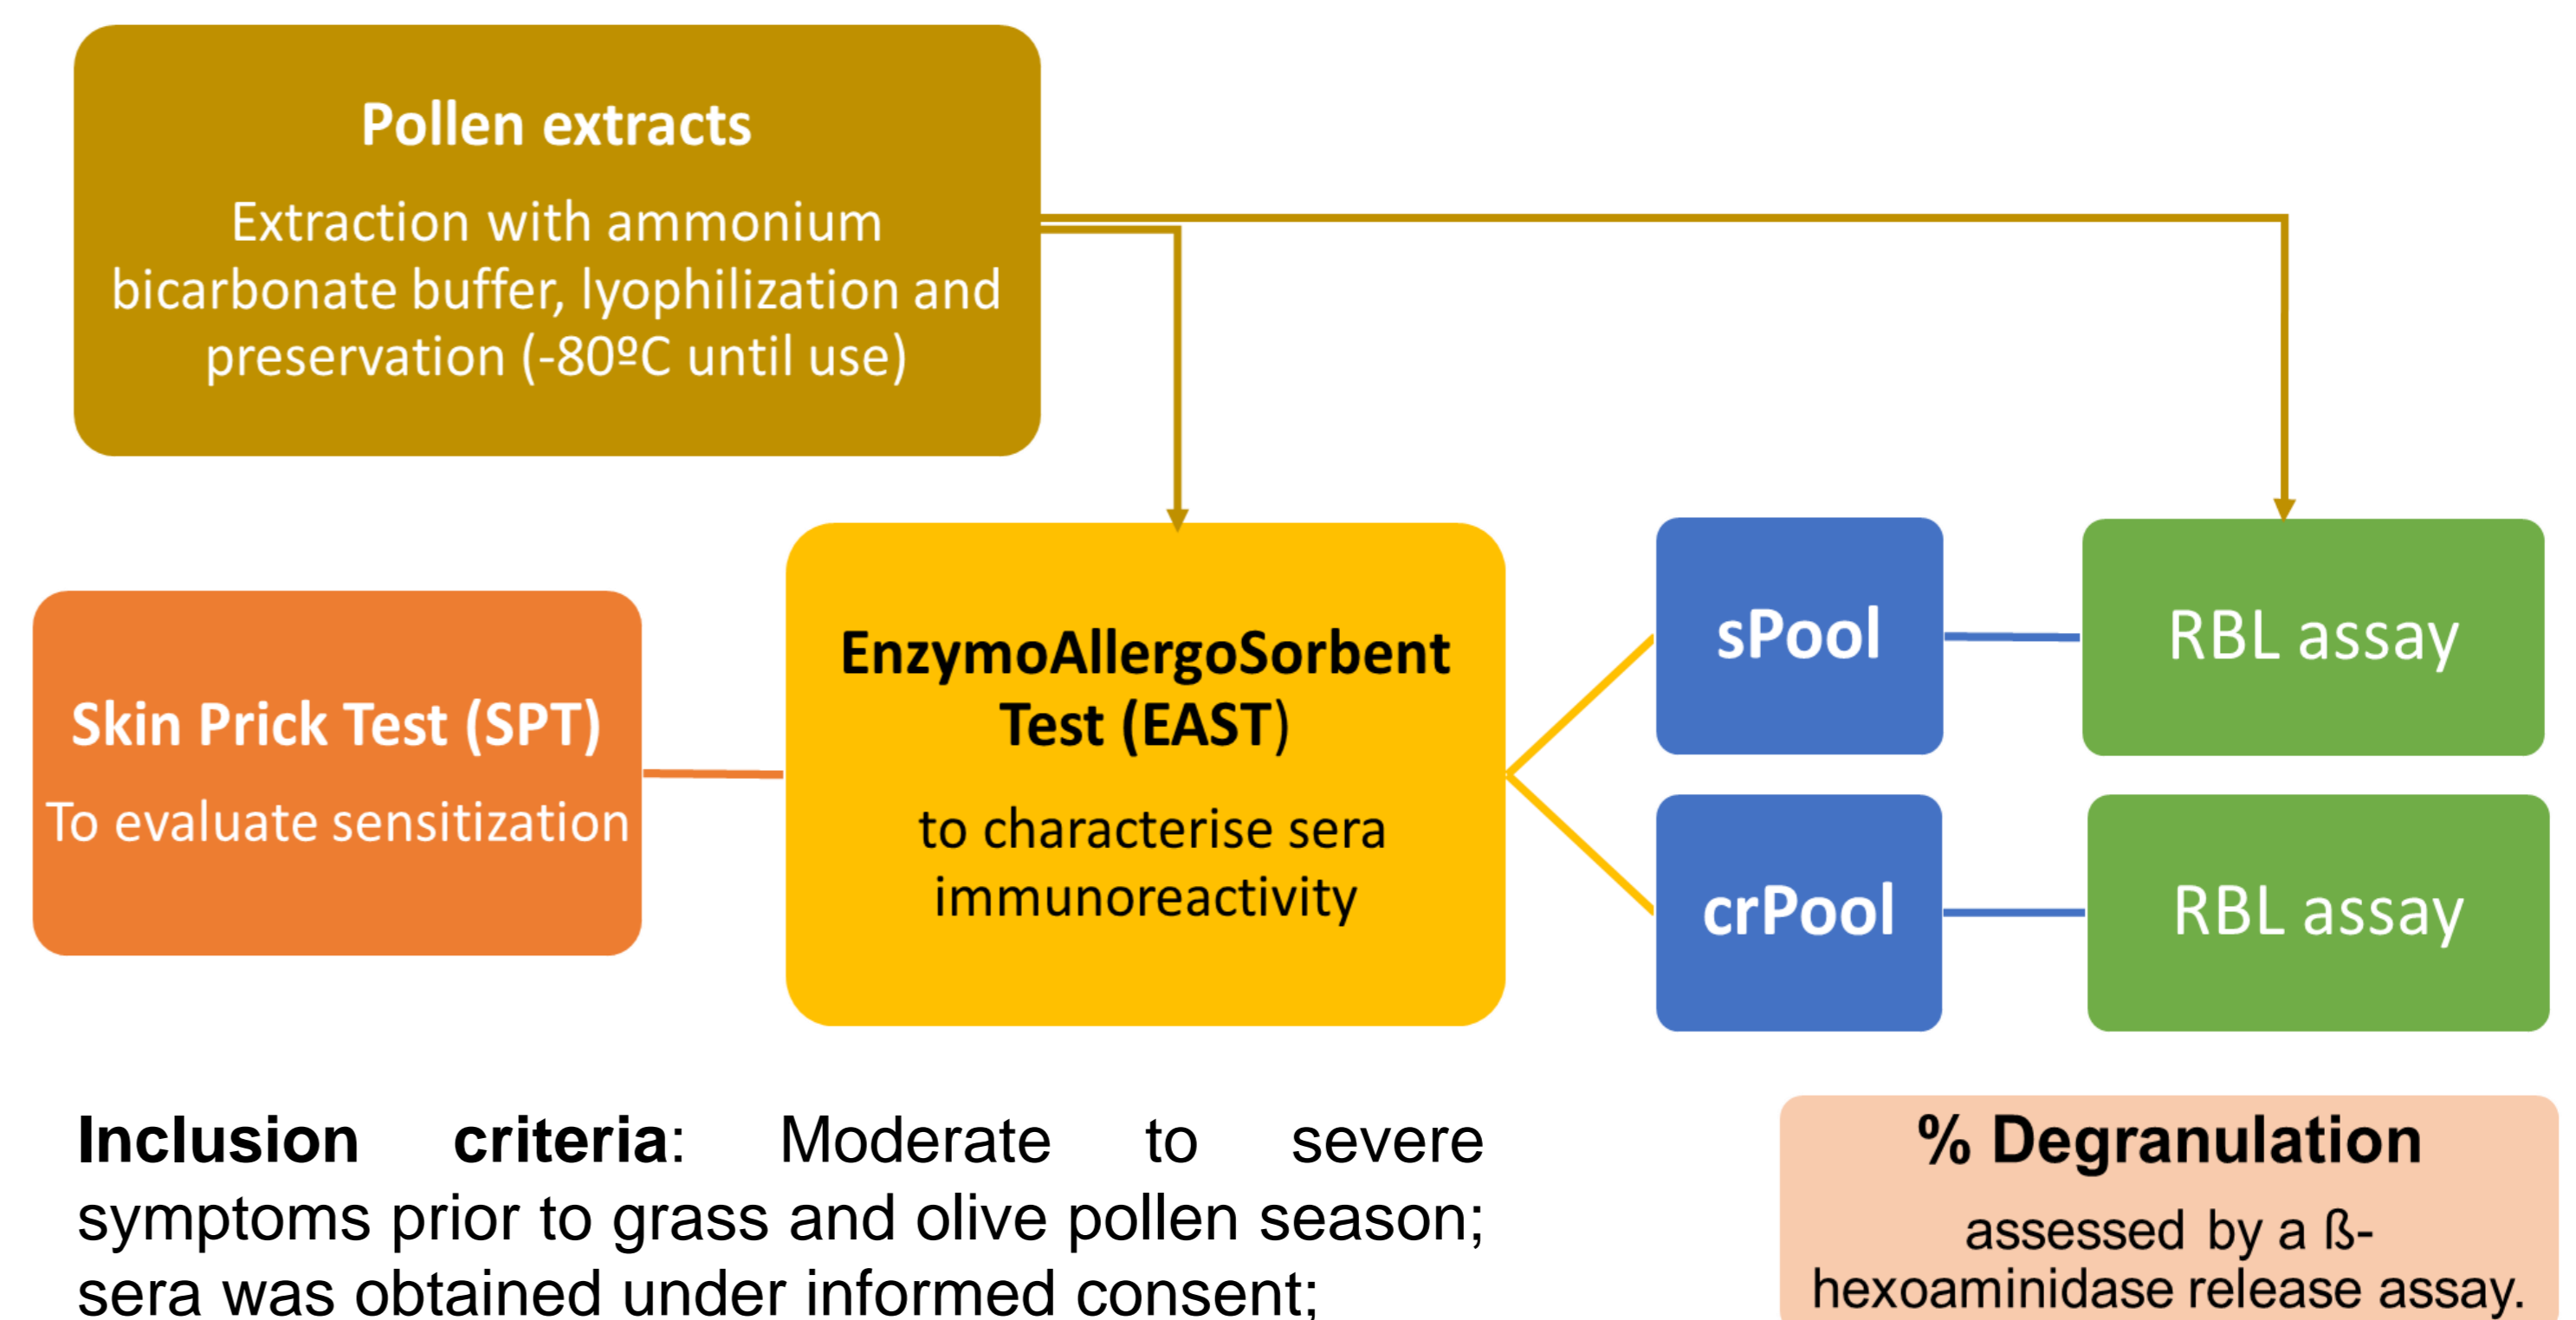 Pollen extracts
Extraction with ammonium
bicarbonate buffer, lyophilization and
preservation (-80ºC until use)
Skin Prick Test (SPT)
To evaluate sensitization
EnzymoAllergoSorbent
Test (EAST)
to characterise sera
immunoreactivity
sPool
RBL assay
crPool
RBL assay
Inclusion criteria: Moderate to severe
symptoms prior to grass and olive pollen season;
sera was obtained under informed consent;
% Degranulation
assessed by a ß-
hexoaminidase release assay.